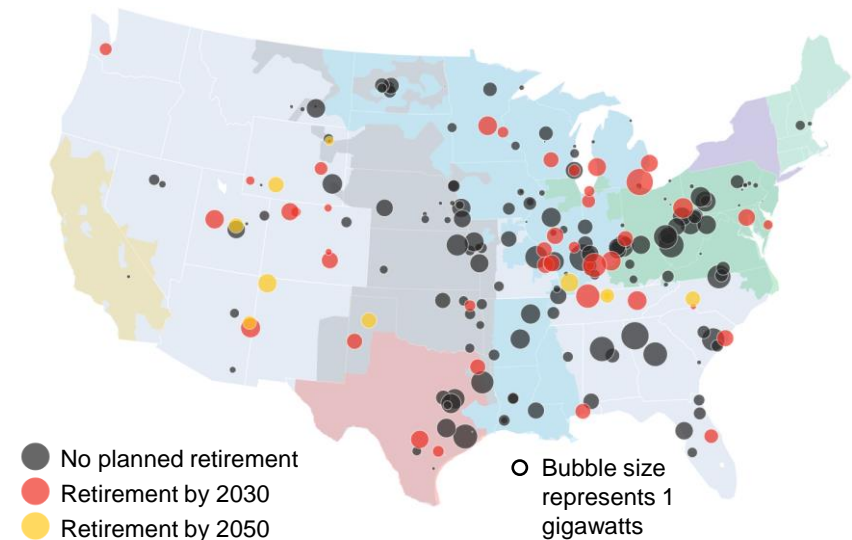 No planned retirement
Retirement by 2030
Retirement by 2050
Bubble size
represents 1
gigawatts